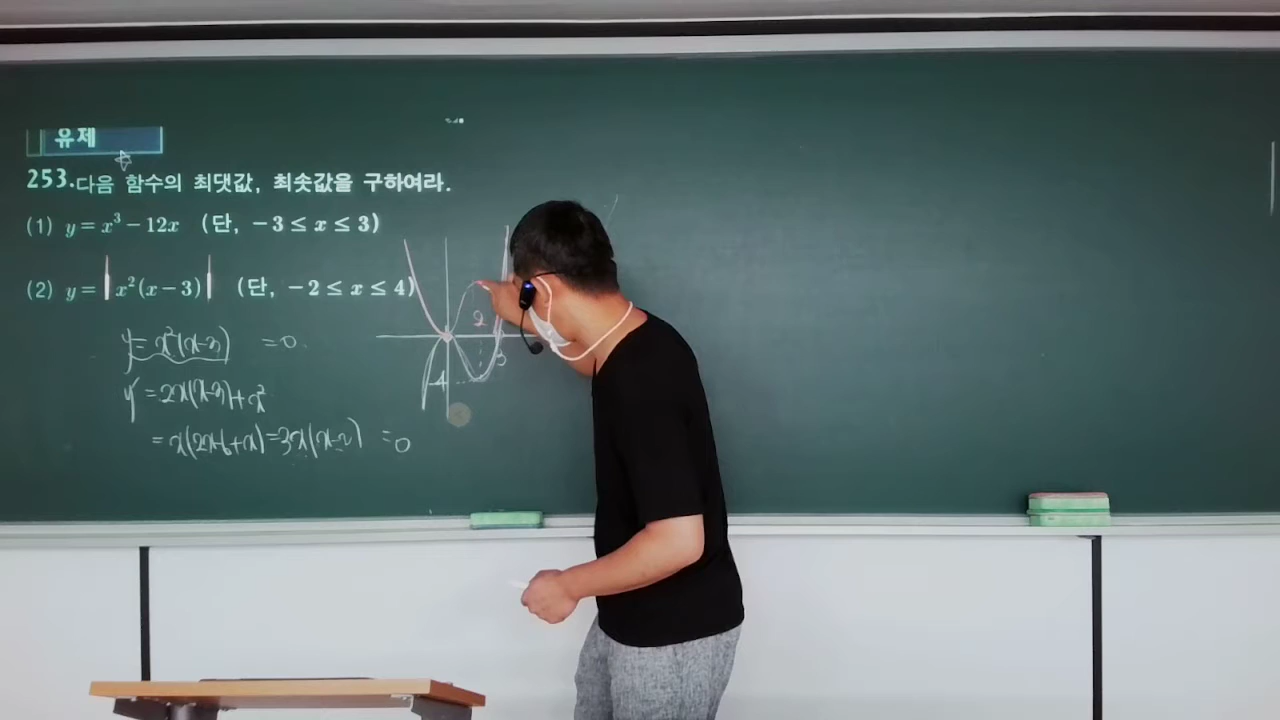 유제
253. 다음 함수의 최댓값, 최솟값을 구하여라.
(1) y = x³ − 12x (단, −3 ≤ x ≤ 3)
(2) y = |x²(x−3)| (단, −2 ≤ x ≤ 4)
y = x²(x−3) = 0
y' = 2x(x−3) + x²
= x(2x−6+x) = 3x(x−2) = 0
2
3
−4